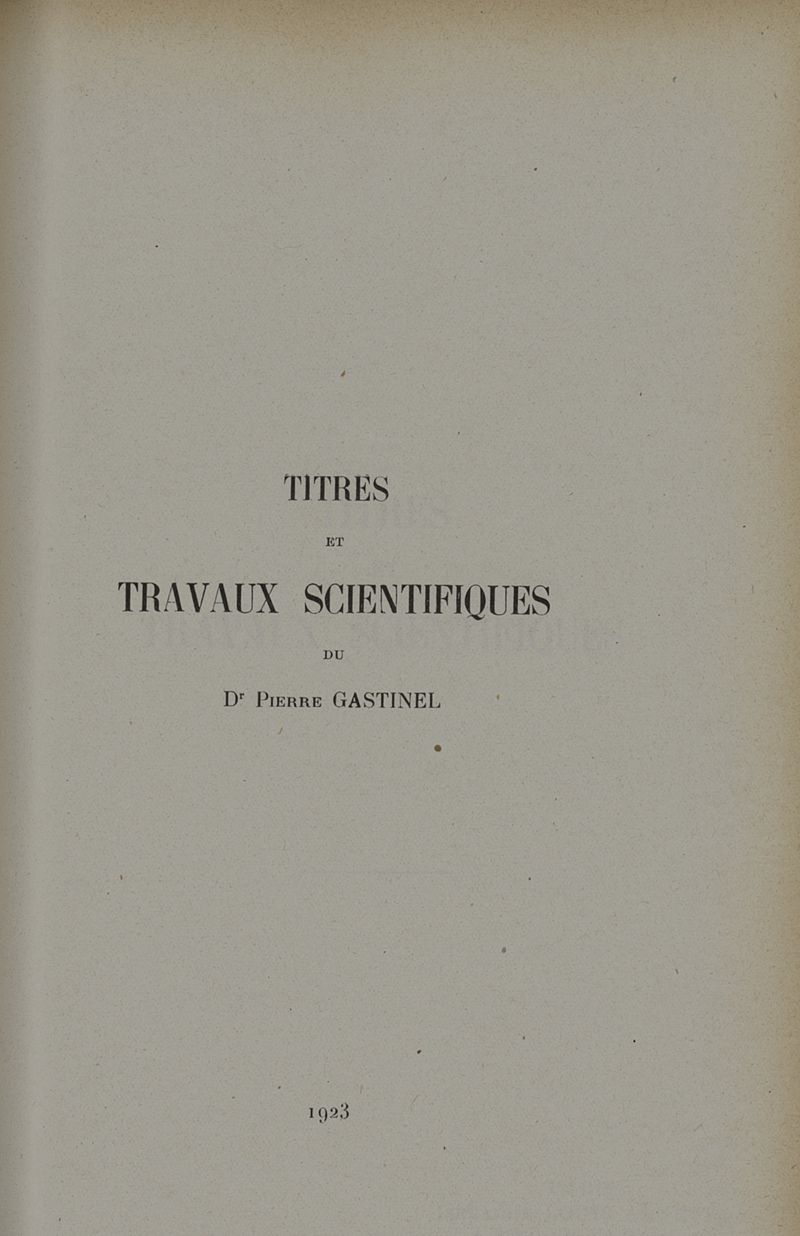 TITRES
ET
TRAVAUX SCIENTIFIQUES
DU
Dr Pierre GASTINEL
1923